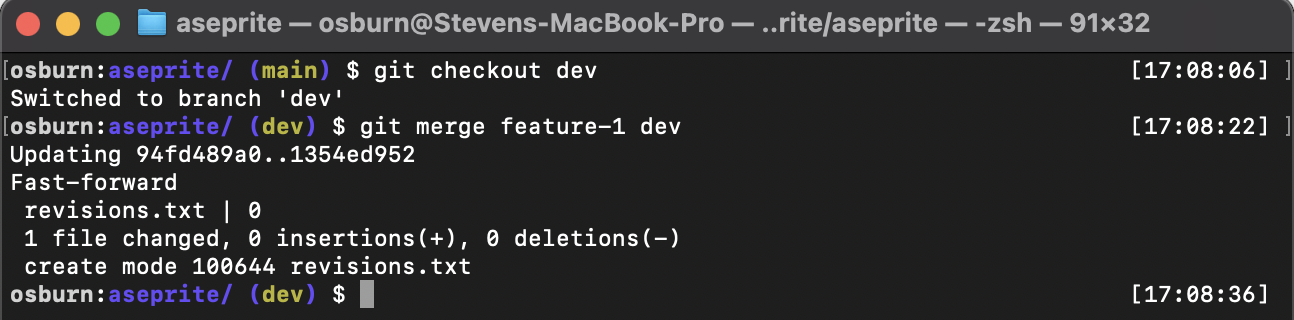 aseprite — osburn@Stevens-MacBook-Pro — ..rite/aseprite — -zsh — 91×32
[osburn:aseprite/ (main) $ git checkout dev [17:08:06] ]
Switched to branch 'dev'
[osburn:aseprite/ (dev) $ git merge feature-1 dev [17:08:22] ]
Updating 94fd489a0..1354ed952
Fast-forward
 revisions.txt | 0
 1 file changed, 0 insertions(+), 0 deletions(-)
 create mode 100644 revisions.txt
osburn:aseprite/ (dev) $ [17:08:36]